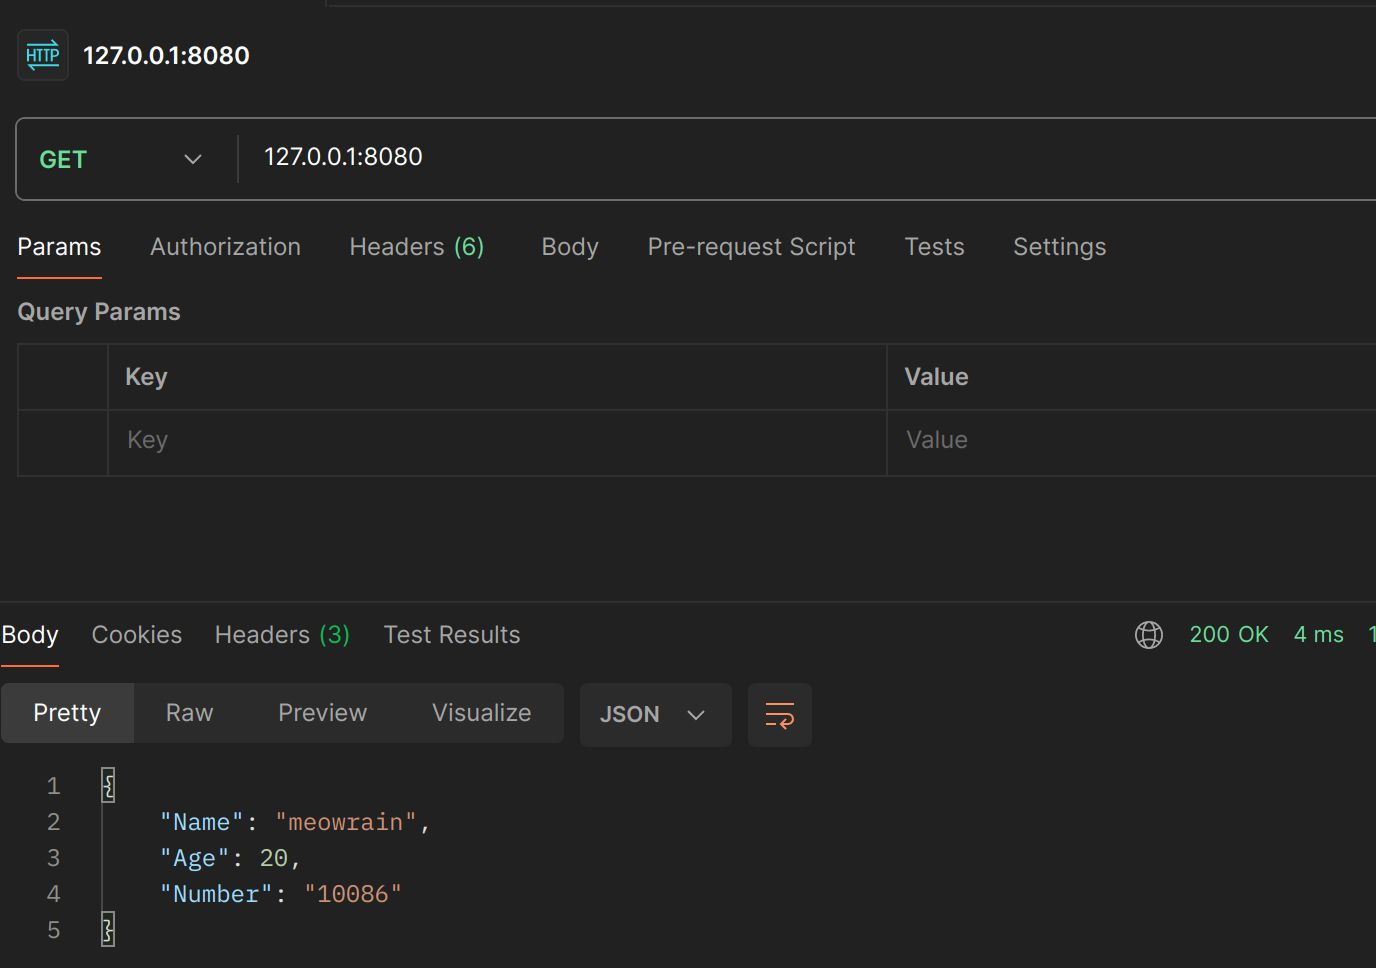 HTTP 127.0.0.1:8080
GET 127.0.0.1:8080
Params Authorization Headers (6) Body Pre-request Script Tests Settings
Query Params
Key Value
Key Value
Body Cookies Headers (3) Test Results 200 OK 4 ms
Pretty Raw Preview Visualize JSON
1 {
2 "Name": "meowrain",
3 "Age": 20,
4 "Number": "10086"
5 }